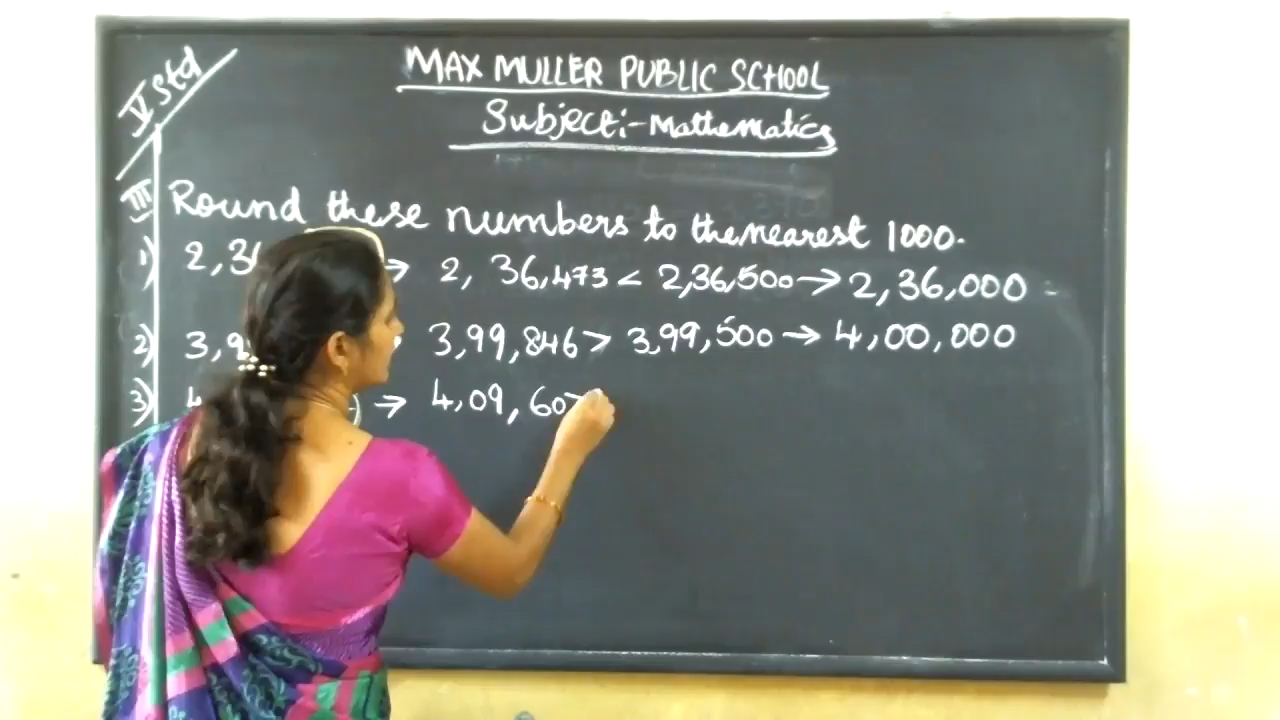 V Std
MAX MULLER PUBLIC SCHOOL
Subject:- Mathematics
III Round these numbers to the nearest 1000.
1) 2,36 → 2, 36,473 < 2,36,500 → 2,36,000
2) 3,9 3,99,846 > 3,99,500 → 4,00,000
3) 4 → 4,09,60